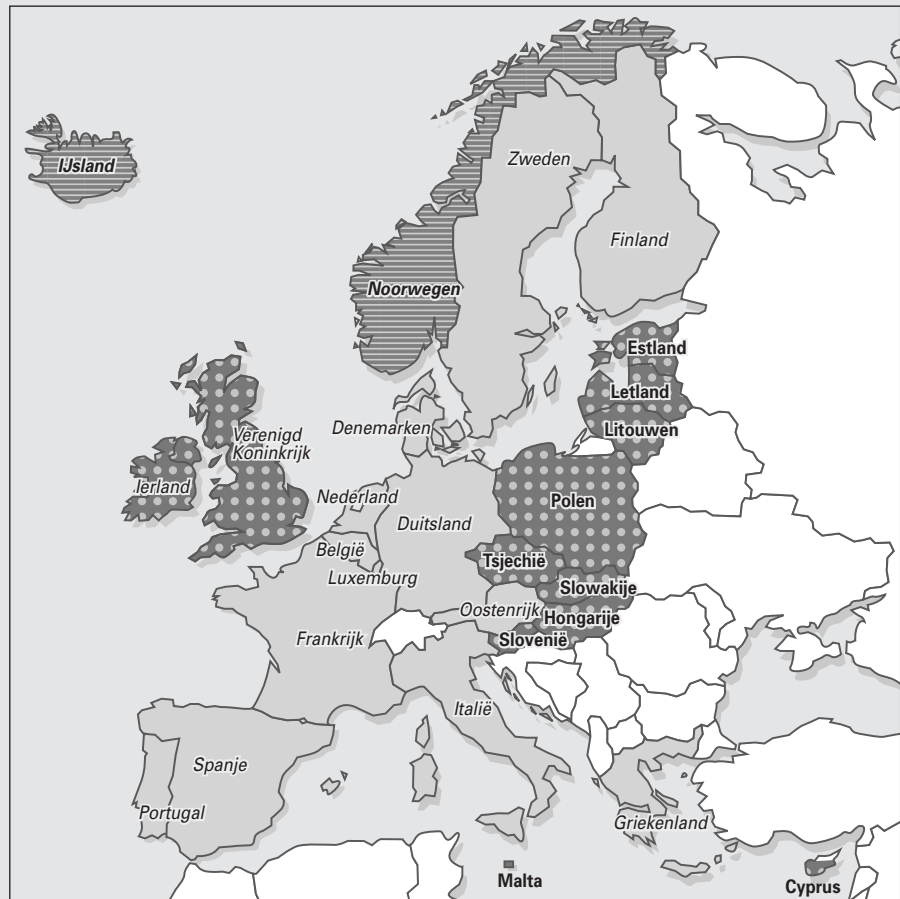 IJsland
Zweden
Finland
Noorwegen
Estland
Letland
Denemarken
Litouwen
Verenigd
Koninkrijk
Ierland
Nederland
Polen
Duitsland
België
Tsjechië
Luxemburg
Slowakije
Oostenrijk
Hongarije
Frankrijk
Slovenië
Italië
Spanje
Portugal
Griekenland
Malta
Cyprus